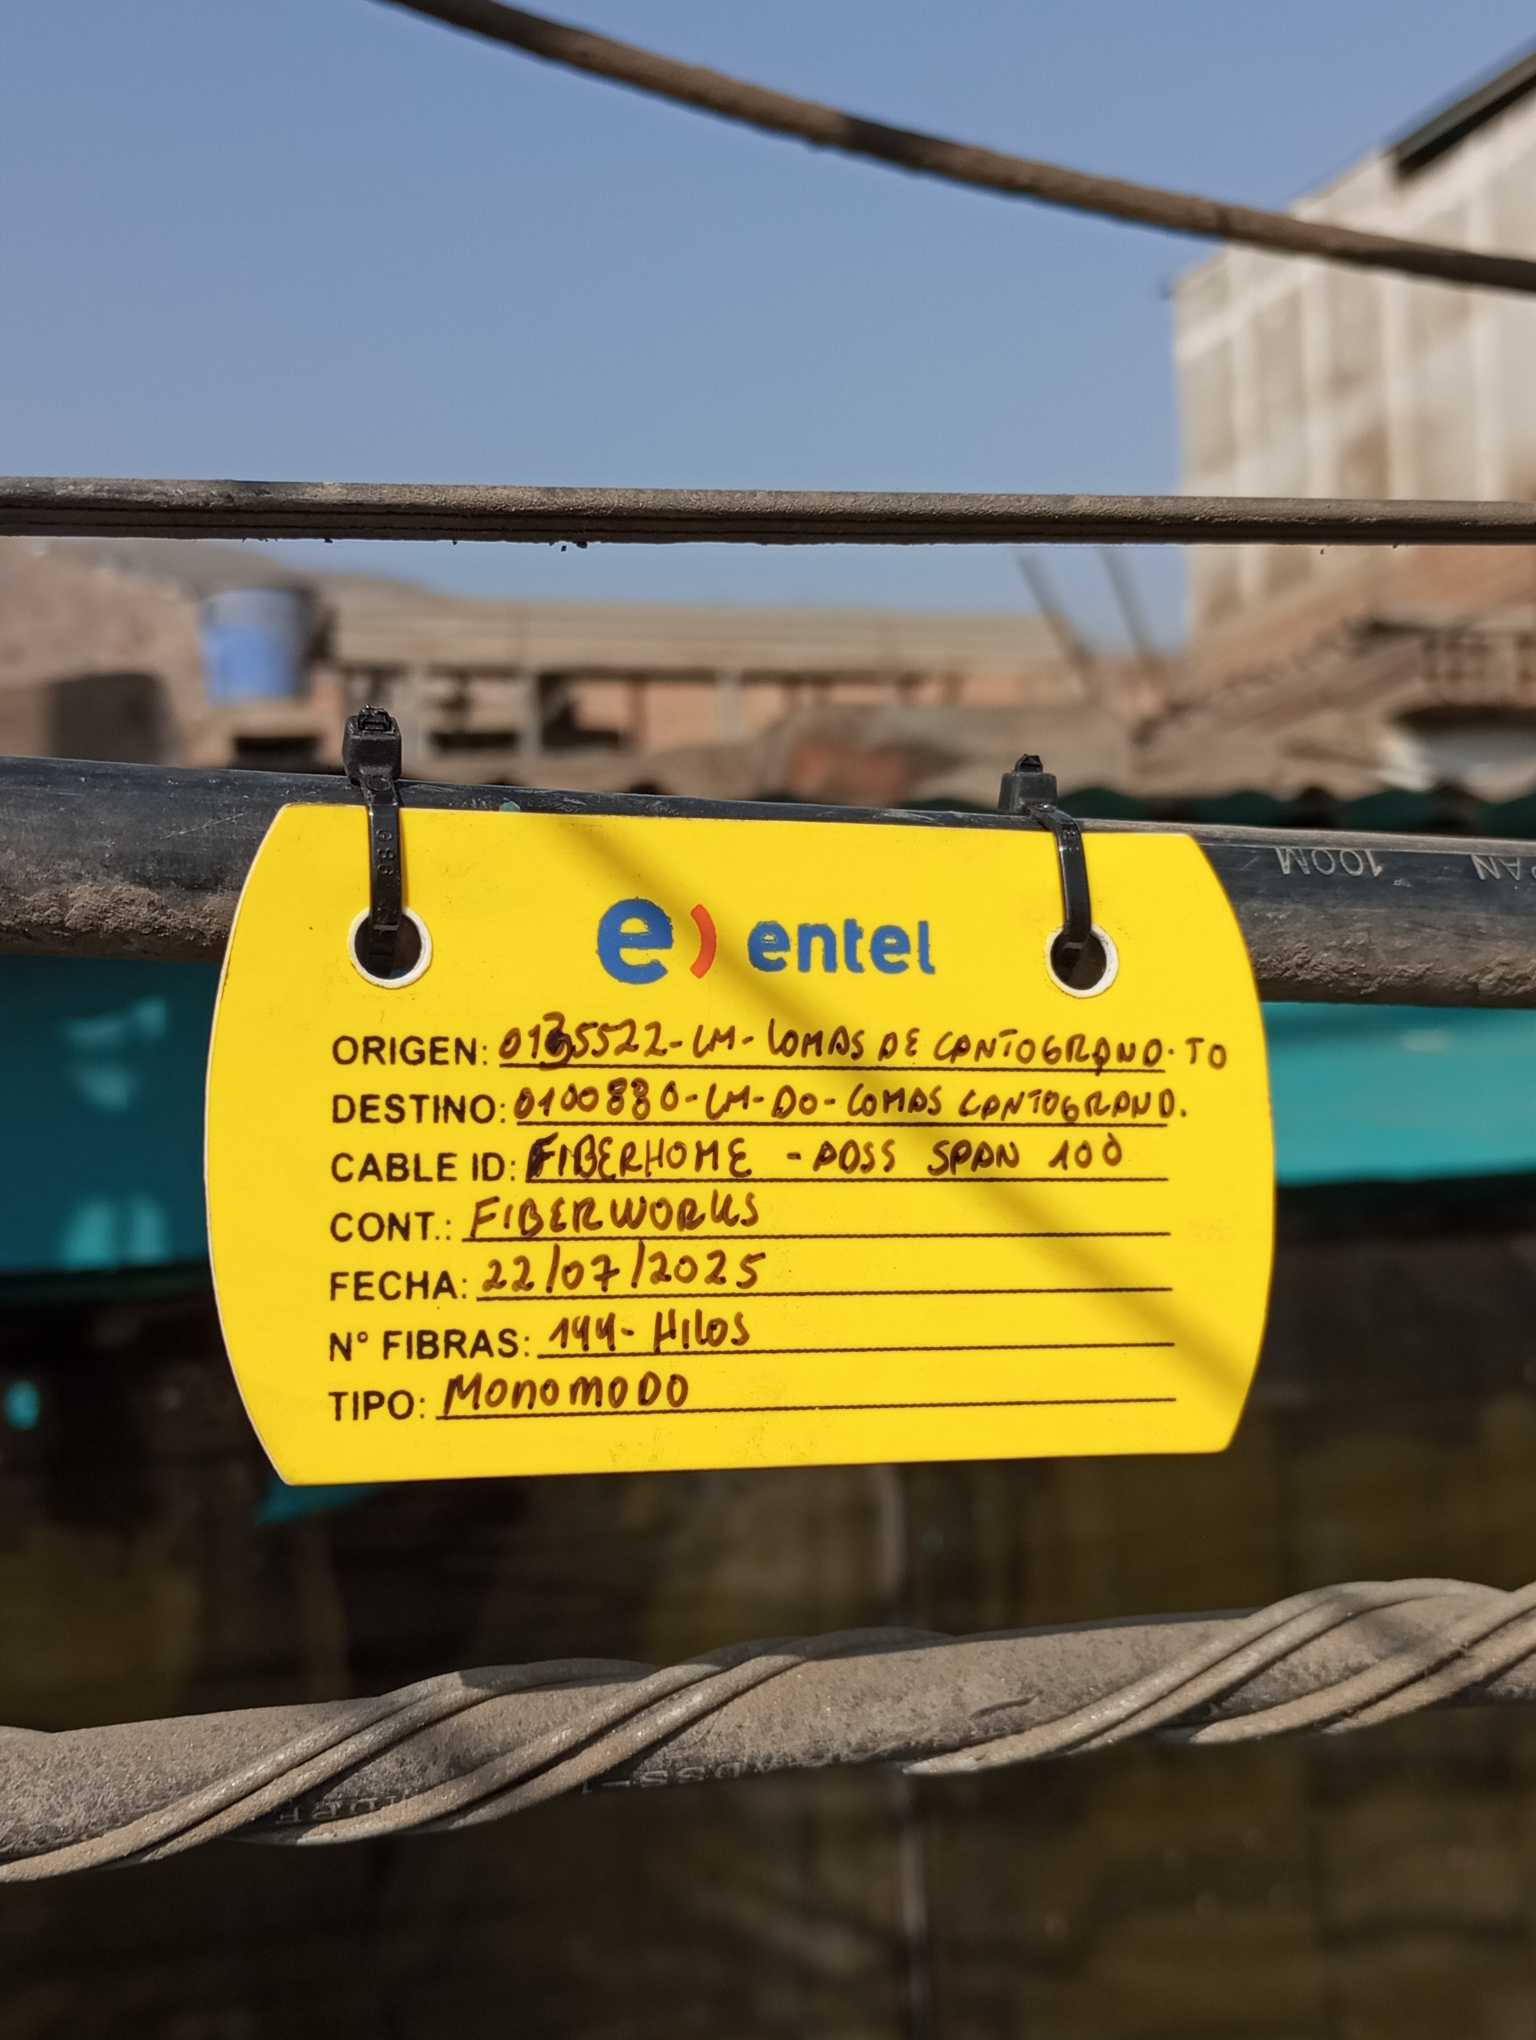 e) entel
ORIGEN: 0135522-LM-LOMAS DE CANTOGRAND. TO
DESTINO: 0100880-LM-DO-LOMAS CANTOGRAND.
CABLE ID: FIBERHOME - ADSS SPAN 100
CONT.: FIBERWORKS
FECHA: 22/07/2025
N° FIBRAS: 144- HILOS
TIPO: MONOMODO
100M